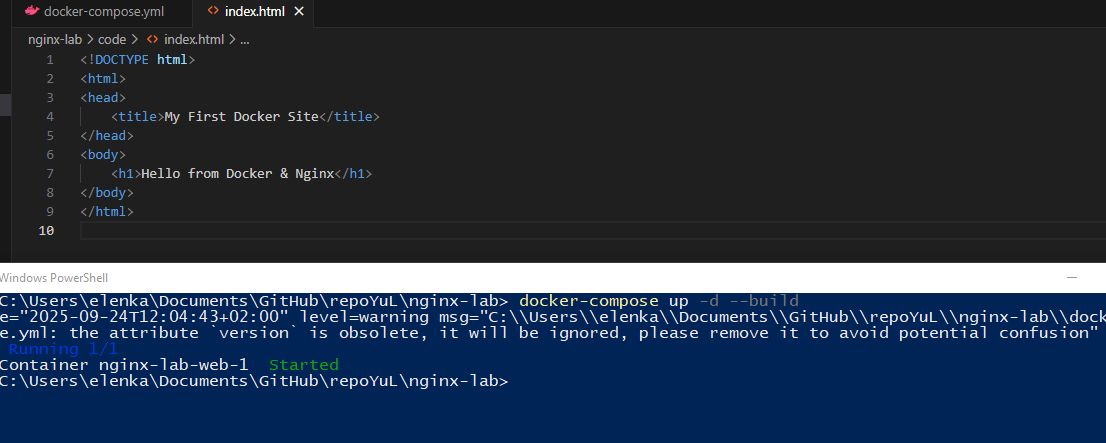 docker-compose.yml index.html
nginx-lab > code > index.html > ...
1 <!DOCTYPE html>
2 <html>
3 <head>
4 <title>My First Docker Site</title>
5 </head>
6 <body>
7 <h1>Hello from Docker & Nginx</h1>
8 </body>
9 </html>
10
Windows PowerShell
C:\Users\elenka\Documents\GitHub\repoYuL\nginx-lab> docker-compose up -d --build
e="2025-09-24T12:04:43+02:00" level=warning msg="C:\\Users\\elenka\\Documents\\GitHub\\repoYuL\\nginx-lab\\dock
e.yml: the attribute `version` is obsolete, it will be ignored, please remove it to avoid potential confusion"
Running 1/1
Container nginx-lab-web-1 Started
C:\Users\elenka\Documents\GitHub\repoYuL\nginx-lab>